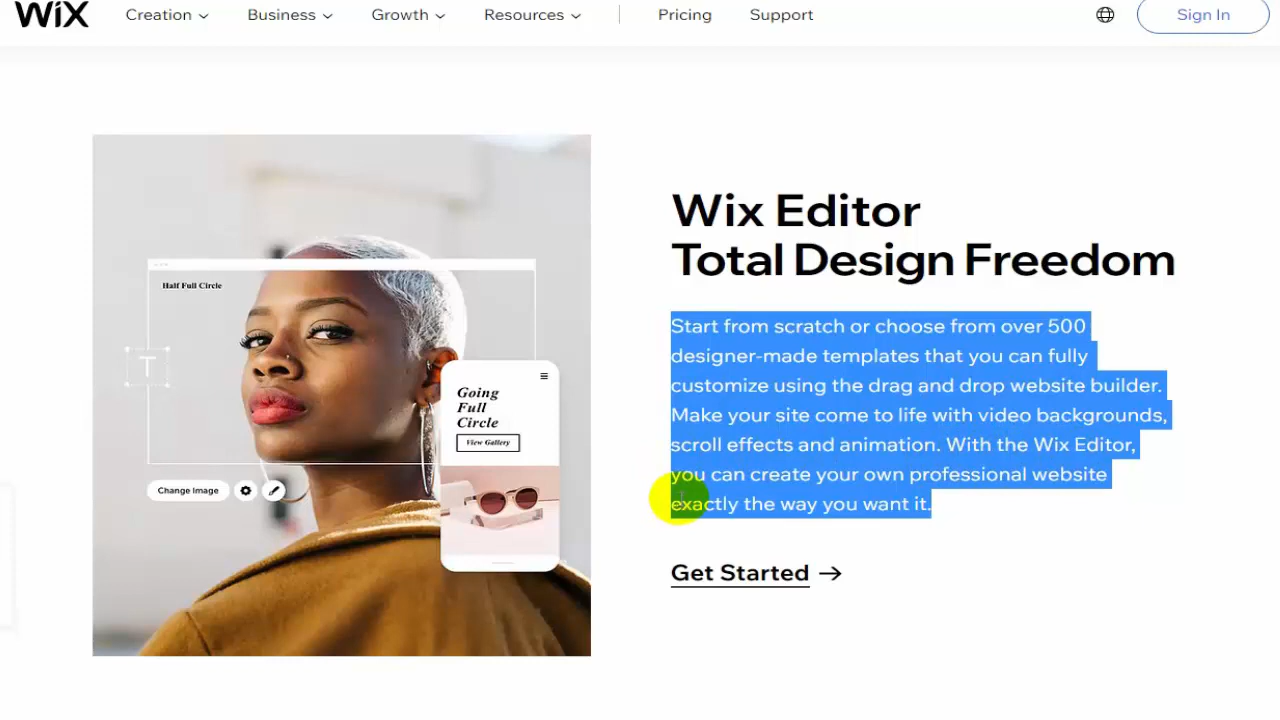 WiX
Creation
Business
Growth
Resources
Pricing
Support
Sign In
Wix Editor
Total Design Freedom
Start from scratch or choose from over 500
designer-made templates that you can fully
customize using the drag and drop website builder.
Make your site come to life with video backgrounds,
scroll effects and animation. With the Wix Editor,
you can create your own professional website
exactly the way you want it.
Get Started →
Half Full Circle
T
Going
Full
Circle
View Gallery
Change Image